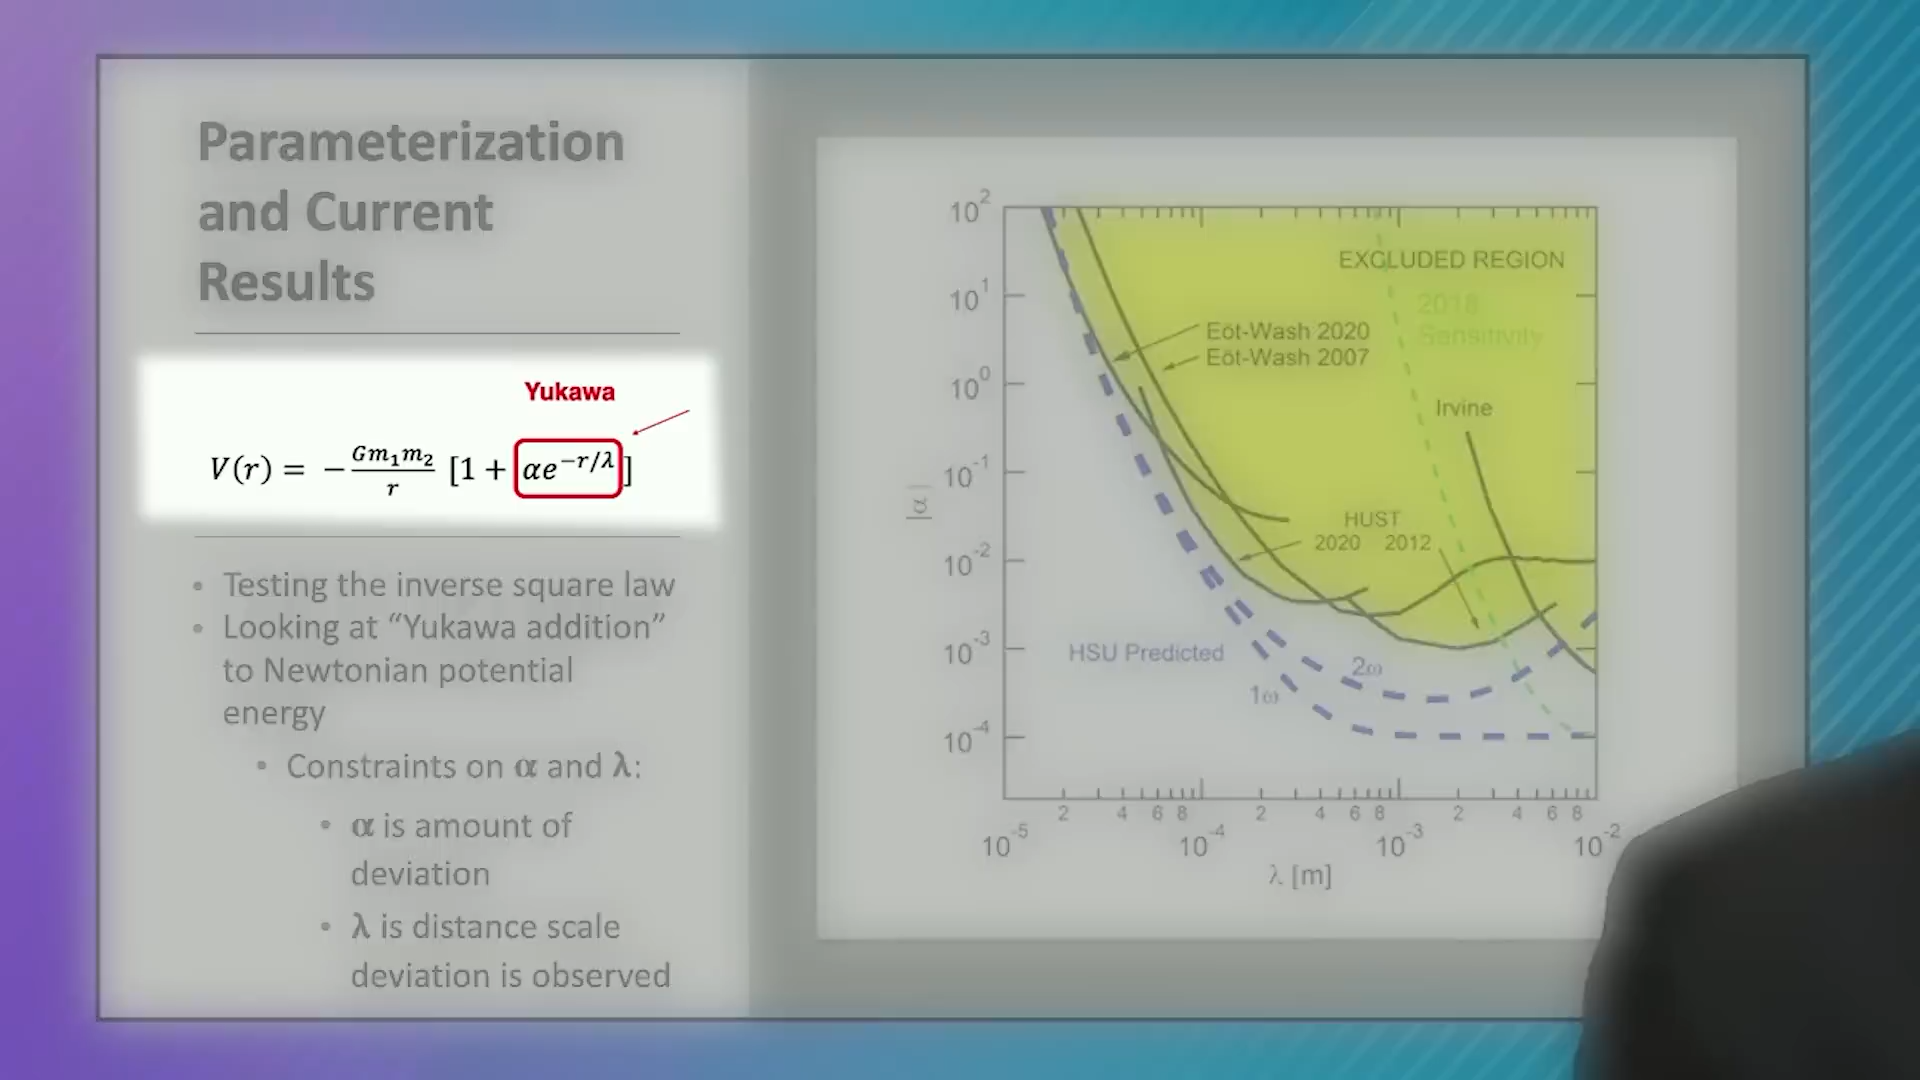 Parameterization
and Current
Results
Yukawa
V(r) = − Gm₁m₂/r [1 + αe^(−r/λ)]
• Testing the inverse square law
• Looking at “Yukawa addition”
to Newtonian potential
energy
• Constraints on α and λ:
• α is amount of
deviation
• λ is distance scale
deviation is observed
EXCLUDED REGION
2018
Sensitivity
Eöt-Wash 2020
Eöt-Wash 2007
Irvine
HUST
2020 2012
HSU Predicted
2ω
1ω
|α|
10² 
10¹
10⁰
10⁻¹
10⁻²
10⁻³
10⁻⁴
2 4 6 8 2 4 6 8 2 4 6 8
10⁻⁵ 10⁻⁴ 10⁻³ 10⁻²
λ [m]